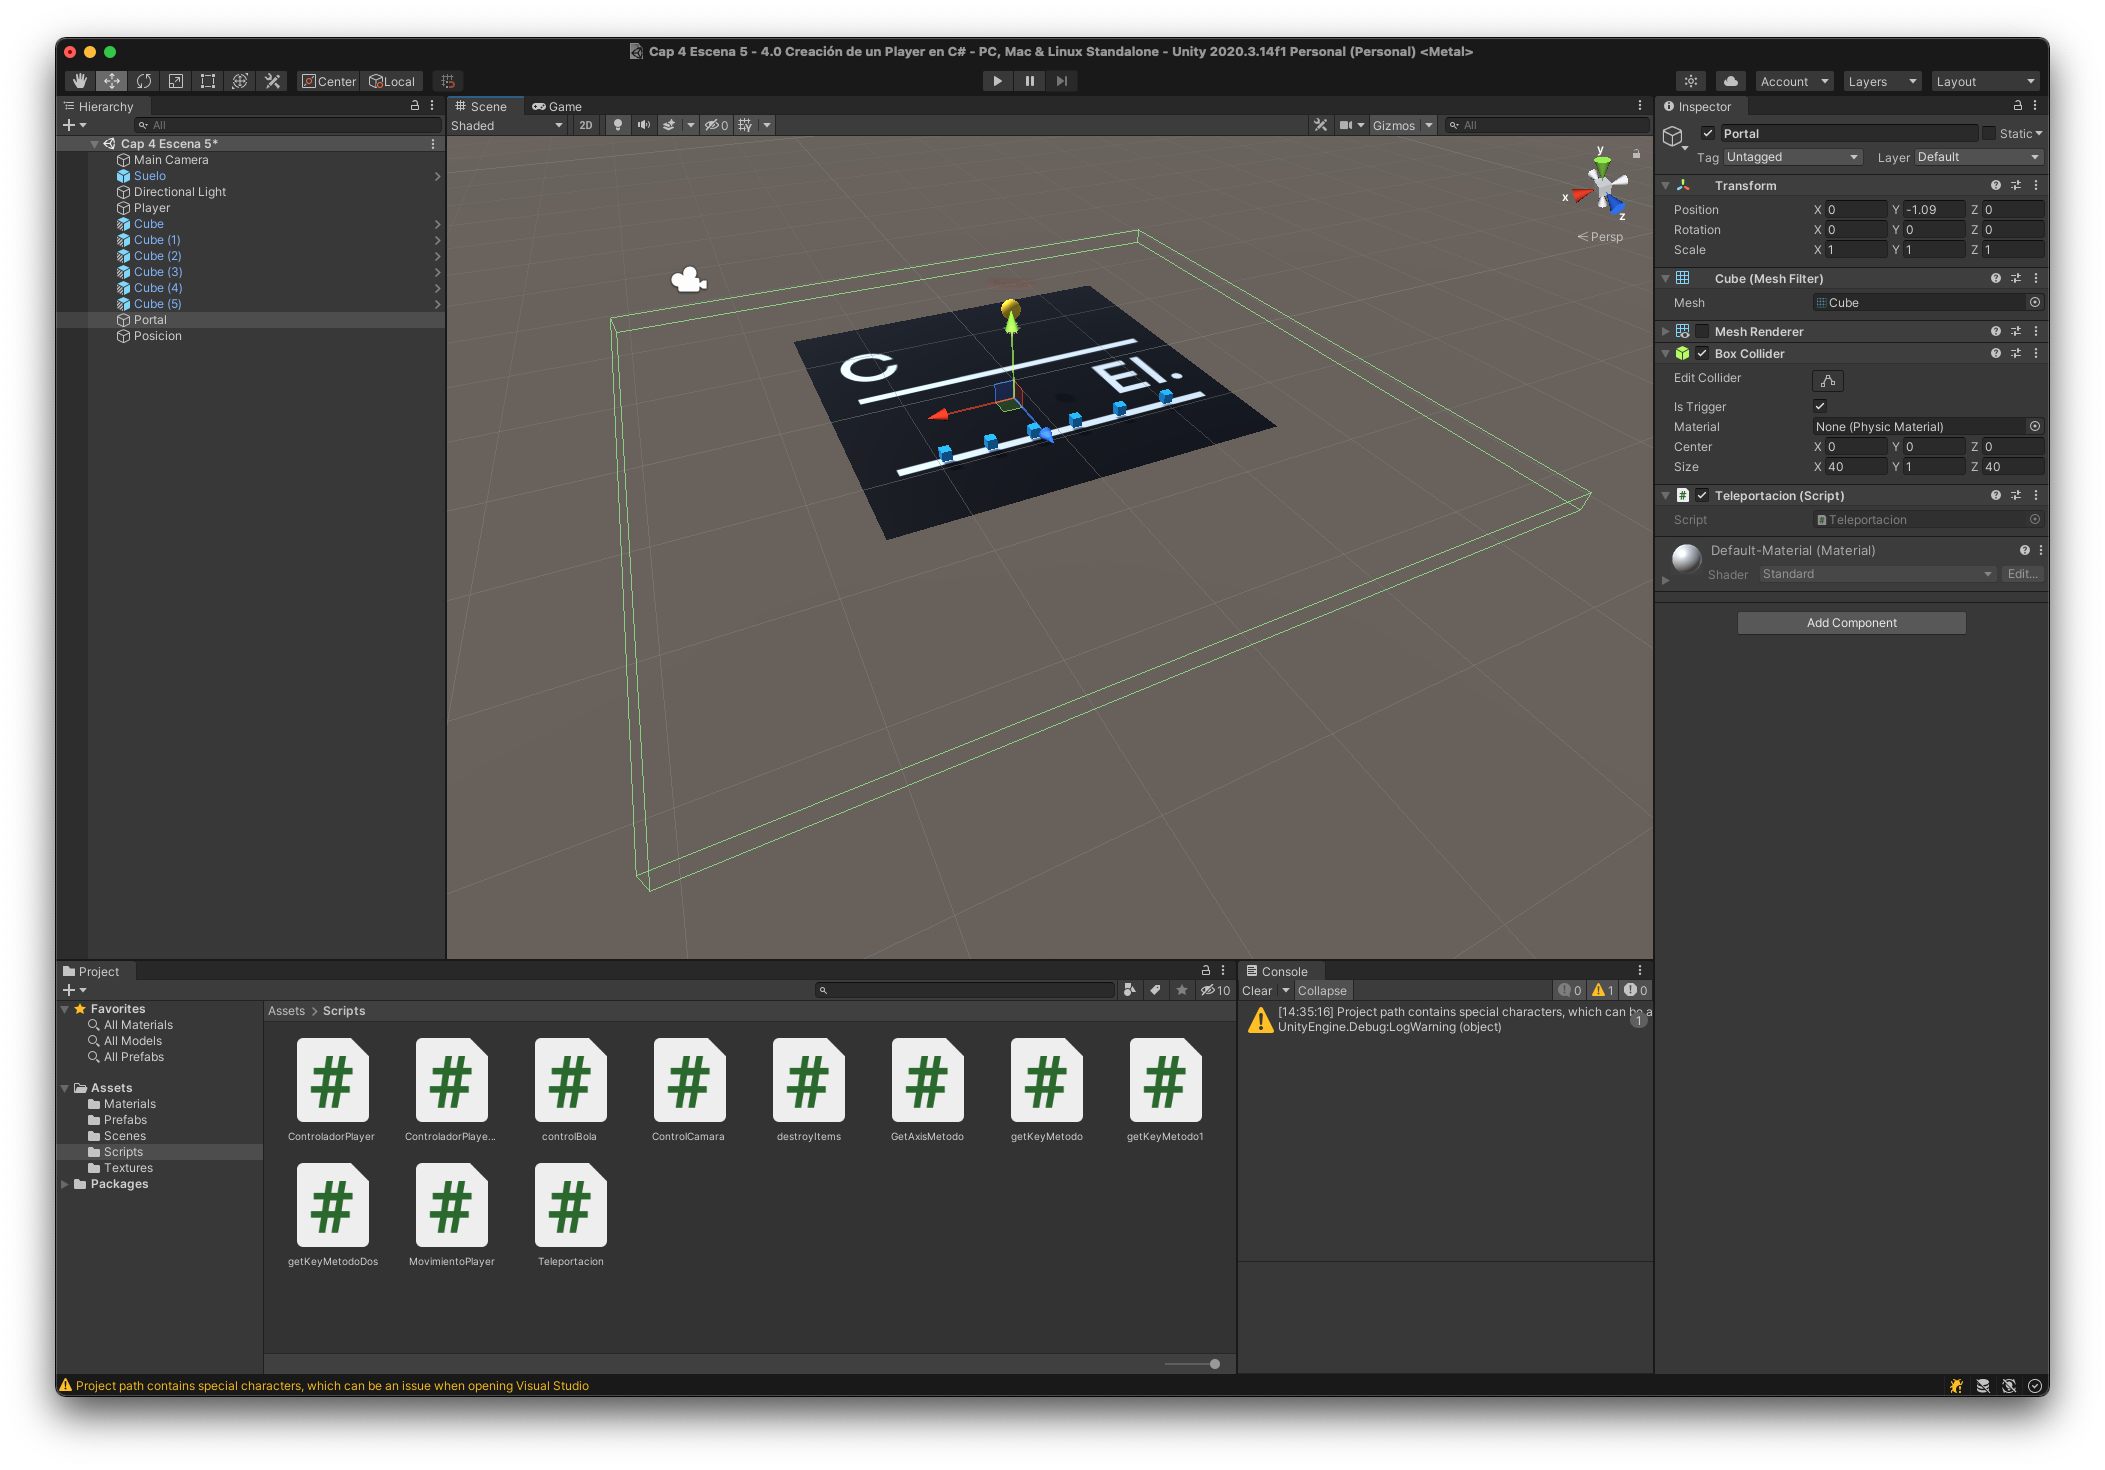 Cap 4 Escena 5 - 4.0 Creación de un Player en C# - PC, Mac & Linux Standalone - Unity 2020.3.14f1 Personal (Personal) <Metal>
Center
Local
Account
Layers
Layout
Hierarchy
All
Cap 4 Escena 5*
Main Camera
Suelo
Directional Light
Player
Cube
Cube (1)
Cube (2)
Cube (3)
Cube (4)
Cube (5)
Portal
Posicion
Scene
Game
Shaded
2D
0
Gizmos
All
y
x
z
Persp
C
El.
Inspector
Portal
Static
Tag Untagged
Layer Default
Transform
Position X 0 Y -1.09 Z 0
Rotation X 0 Y 0 Z 0
Scale X 1 Y 1 Z 1
Cube (Mesh Filter)
Mesh Cube
Mesh Renderer
Box Collider
Edit Collider
Is Trigger
Material None (Physic Material)
Center X 0 Y 0 Z 0
Size X 40 Y 1 Z 40
Teleportacion (Script)
Script Teleportacion
Default-Material (Material)
Shader Standard Edit...
Add Component
Project
10
Favorites
All Materials
All Models
All Prefabs
Assets
Materials
Prefabs
Scenes
Scripts
Textures
Packages
Assets > Scripts
ControladorPlayer
ControladorPlaye...
controlBola
ControlCamara
destroyItems
GetAxisMetodo
getKeyMetodo
getKeyMetodo1
getKeyMetodoDos
MovimientoPlayer
Teleportacion
Console
Clear
Collapse
0
1
0
[14:35:16] Project path contains special characters, which can be a
UnityEngine.Debug:LogWarning (object)
1
Project path contains special characters, which can be an issue when opening Visual Studio